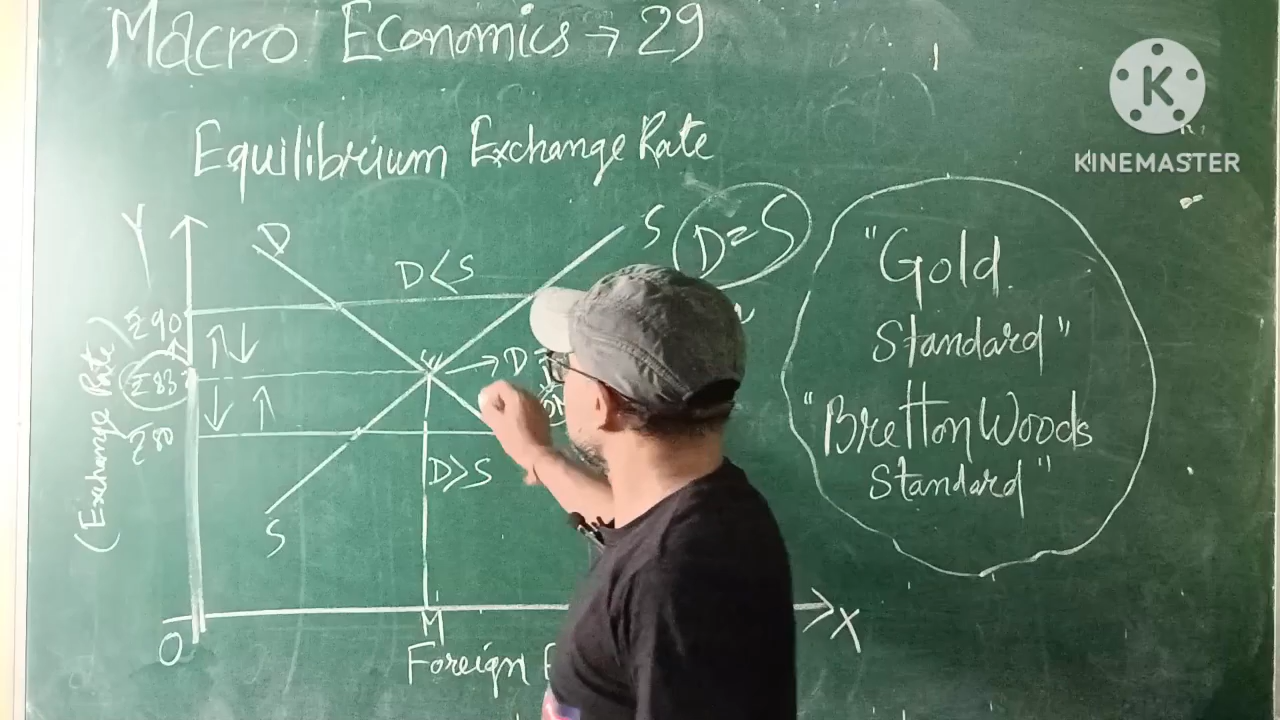 Macro Economics → 29
KINEMASTER
Equilibrium Exchange Rate
Y
D
S
D = S
D < S
₹90
(Exchange Rate)
₹83
→ D
₹80
D > S
S
"Gold
Standard"
"Bretton Woods
Standard"
O
M
X
Foreign